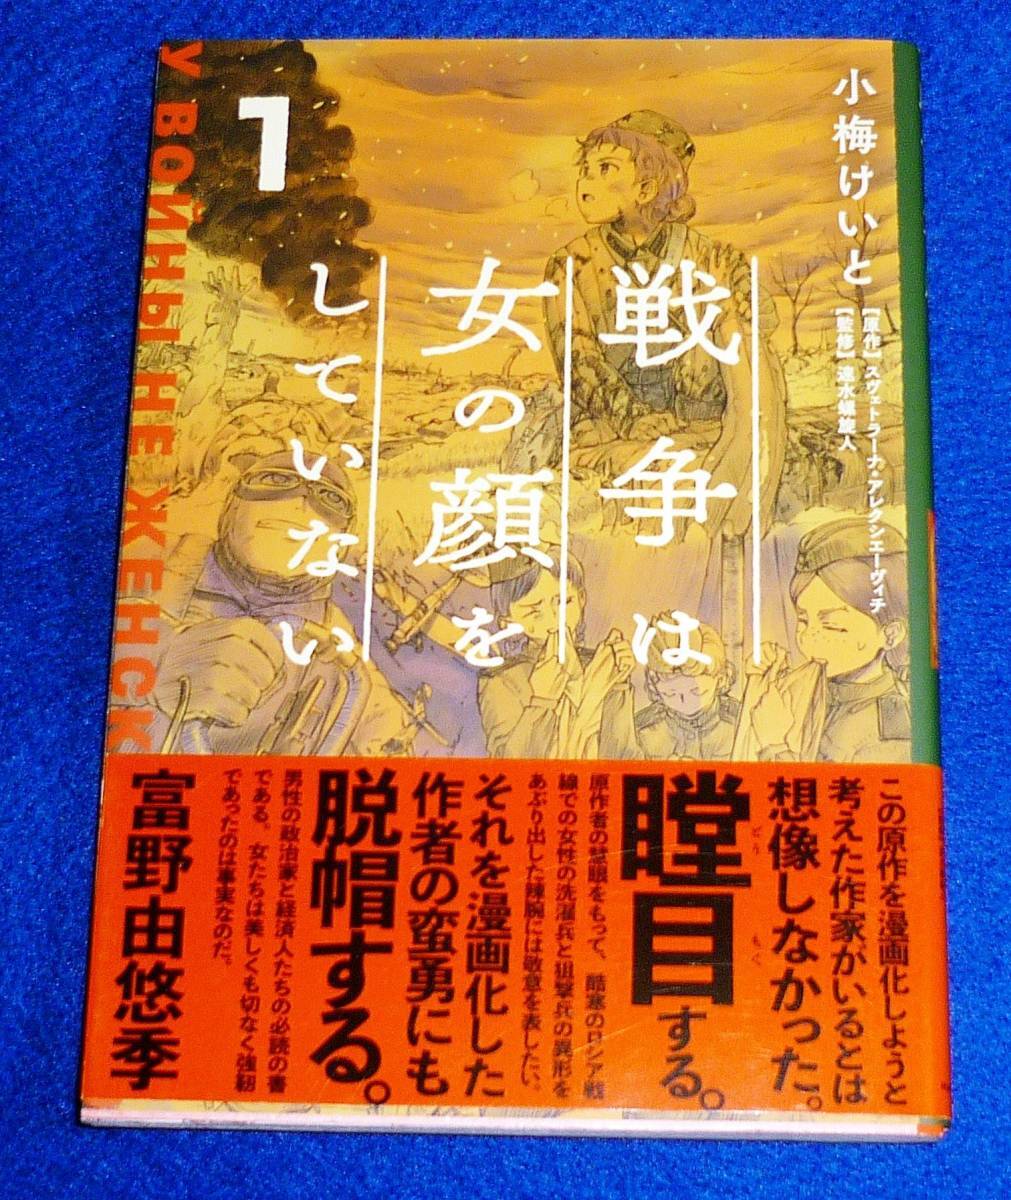 小梅けいと
【原作】スヴェトラーナ・アレクシエーヴィチ
【監修】速水螺旋人
1
戦争は
女の顔を
していない
У ВОЙНЫ НЕ ЖЕНСК
この原作を漫画化しようと
考えた作家がいるとは
想像しなかった。
瞠目する。
どうもく
原作者の慧眼をもって、酷寒のロシア戦
線での女性の洗濯兵と狙撃兵の異形を
あぶり出した辣腕には敬意を表したい。
それを漫画化した
作者の蛮勇にも
脱帽する。
男性の政治家と経済人たちの必読の書
である。女たちは美しくも切なく強靭
であったのは事実なのだ。
富野由悠季